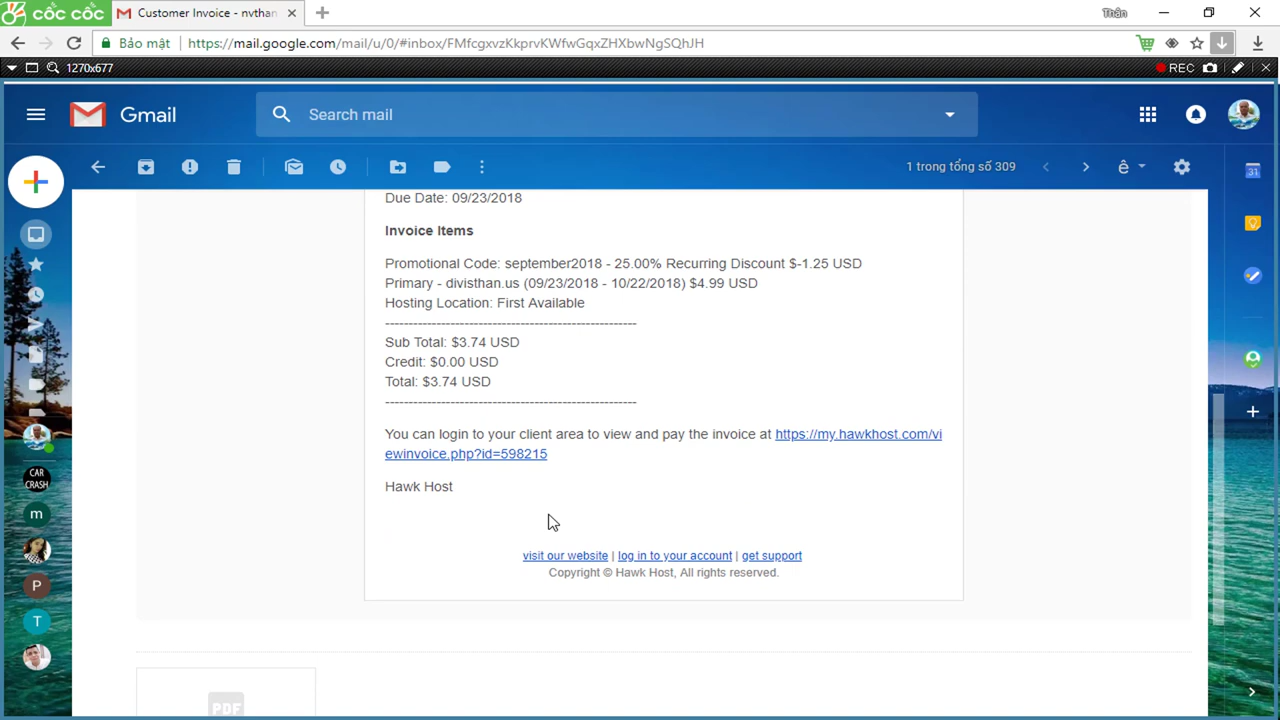 cốc cốc
Customer Invoice - nvthan
Thận
Bảo mật
https://mail.google.com/mail/u/0/#inbox/FMfcgxvzKkprvKWfwGqxZHXbwNgSQhJH
1270x677
REC
Gmail
Search mail
1 trong tổng số 309
ê
31
Due Date: 09/23/2018
Invoice Items
Promotional Code: september2018 - 25.00% Recurring Discount $-1.25 USD
Primary - divisthan.us (09/23/2018 - 10/22/2018) $4.99 USD
Hosting Location: First Available
------------------------------------------------------
Sub Total: $3.74 USD
Credit: $0.00 USD
Total: $3.74 USD
------------------------------------------------------
You can login to your client area to view and pay the invoice at https://my.hawkhost.com/vi
ewinvoice.php?id=598215
Hawk Host
visit our website | log in to your account | get support
Copyright © Hawk Host, All rights reserved.
CAR
CRASH
m
P
T
PDF